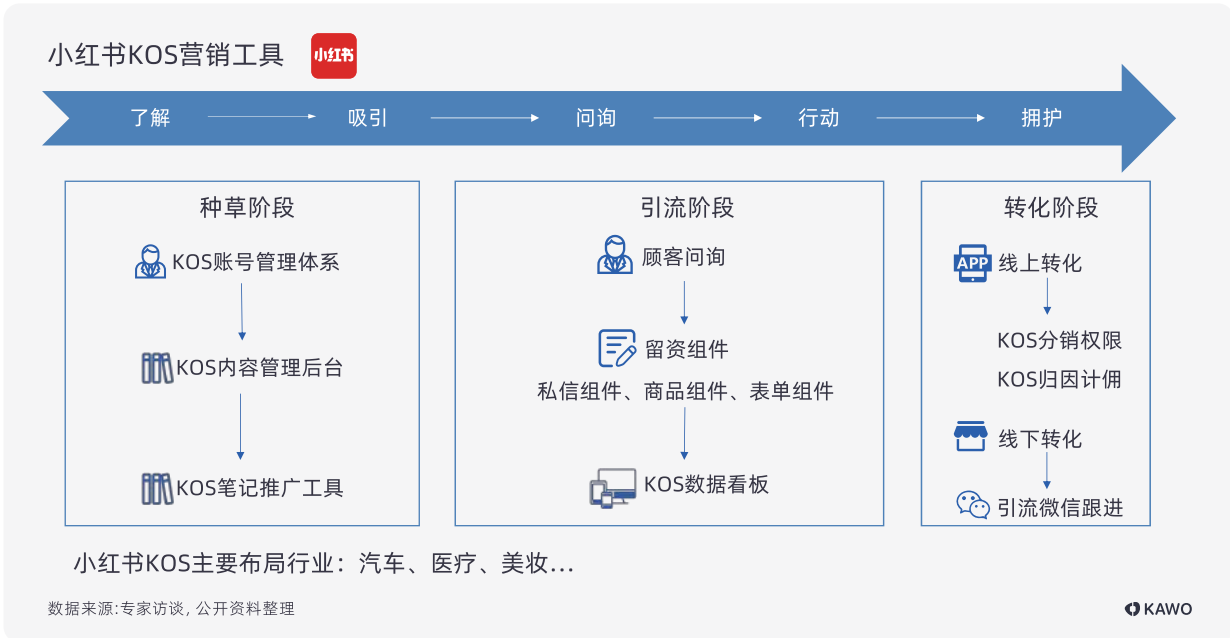 小红书KOS营销工具
小红书
了解
吸引
问询
行动
拥护
种草阶段
KOS账号管理体系
KOS内容管理后台
KOS笔记推广工具
引流阶段
顾客问询
留资组件
私信组件、商品组件、表单组件
KOS数据看板
转化阶段
APP
线上转化
KOS分销权限
KOS归因计佣
线下转化
引流微信跟进
小红书KOS主要布局行业：汽车、医疗、美妆...
数据来源:专家访谈, 公开资料整理
KAWO